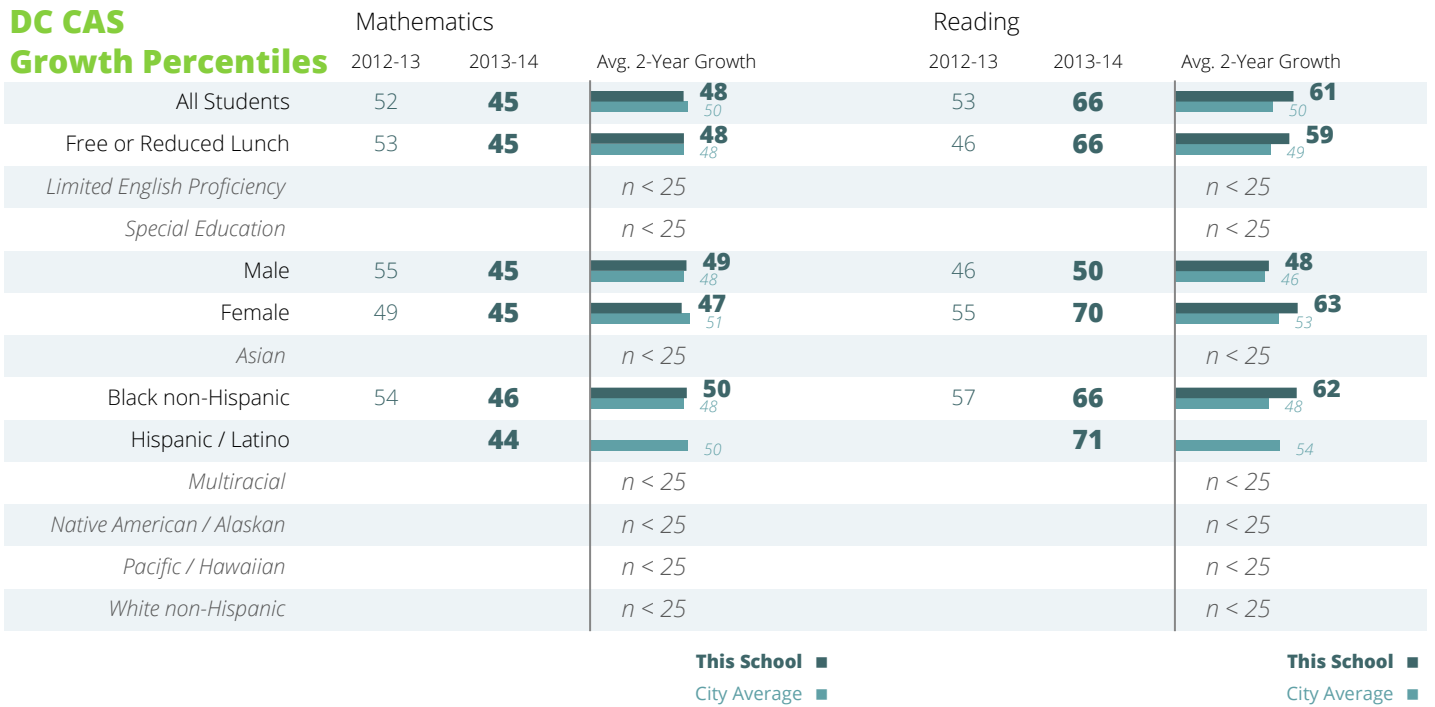 DC CAS
Growth Percentiles
Mathematics Reading
2012-13 2013-14 Avg. 2-Year Growth 2012-13 2013-14 Avg. 2-Year Growth
All Students 52 45 48 50 53 66 61 50
Free or Reduced Lunch 53 45 48 48 46 66 59 49
Limited English Proficiency n < 25 n < 25
Special Education n < 25 n < 25
Male 55 45 49 48 46 50 48 46
Female 49 45 47 51 55 70 63 53
Asian n < 25 n < 25
Black non-Hispanic 54 46 50 48 57 66 62 48
Hispanic / Latino 44 50 71 54
Multiracial n < 25 n < 25
Native American / Alaskan n < 25 n < 25
Pacific / Hawaiian n < 25 n < 25
White non-Hispanic n < 25 n < 25
This School This School
City Average City Average